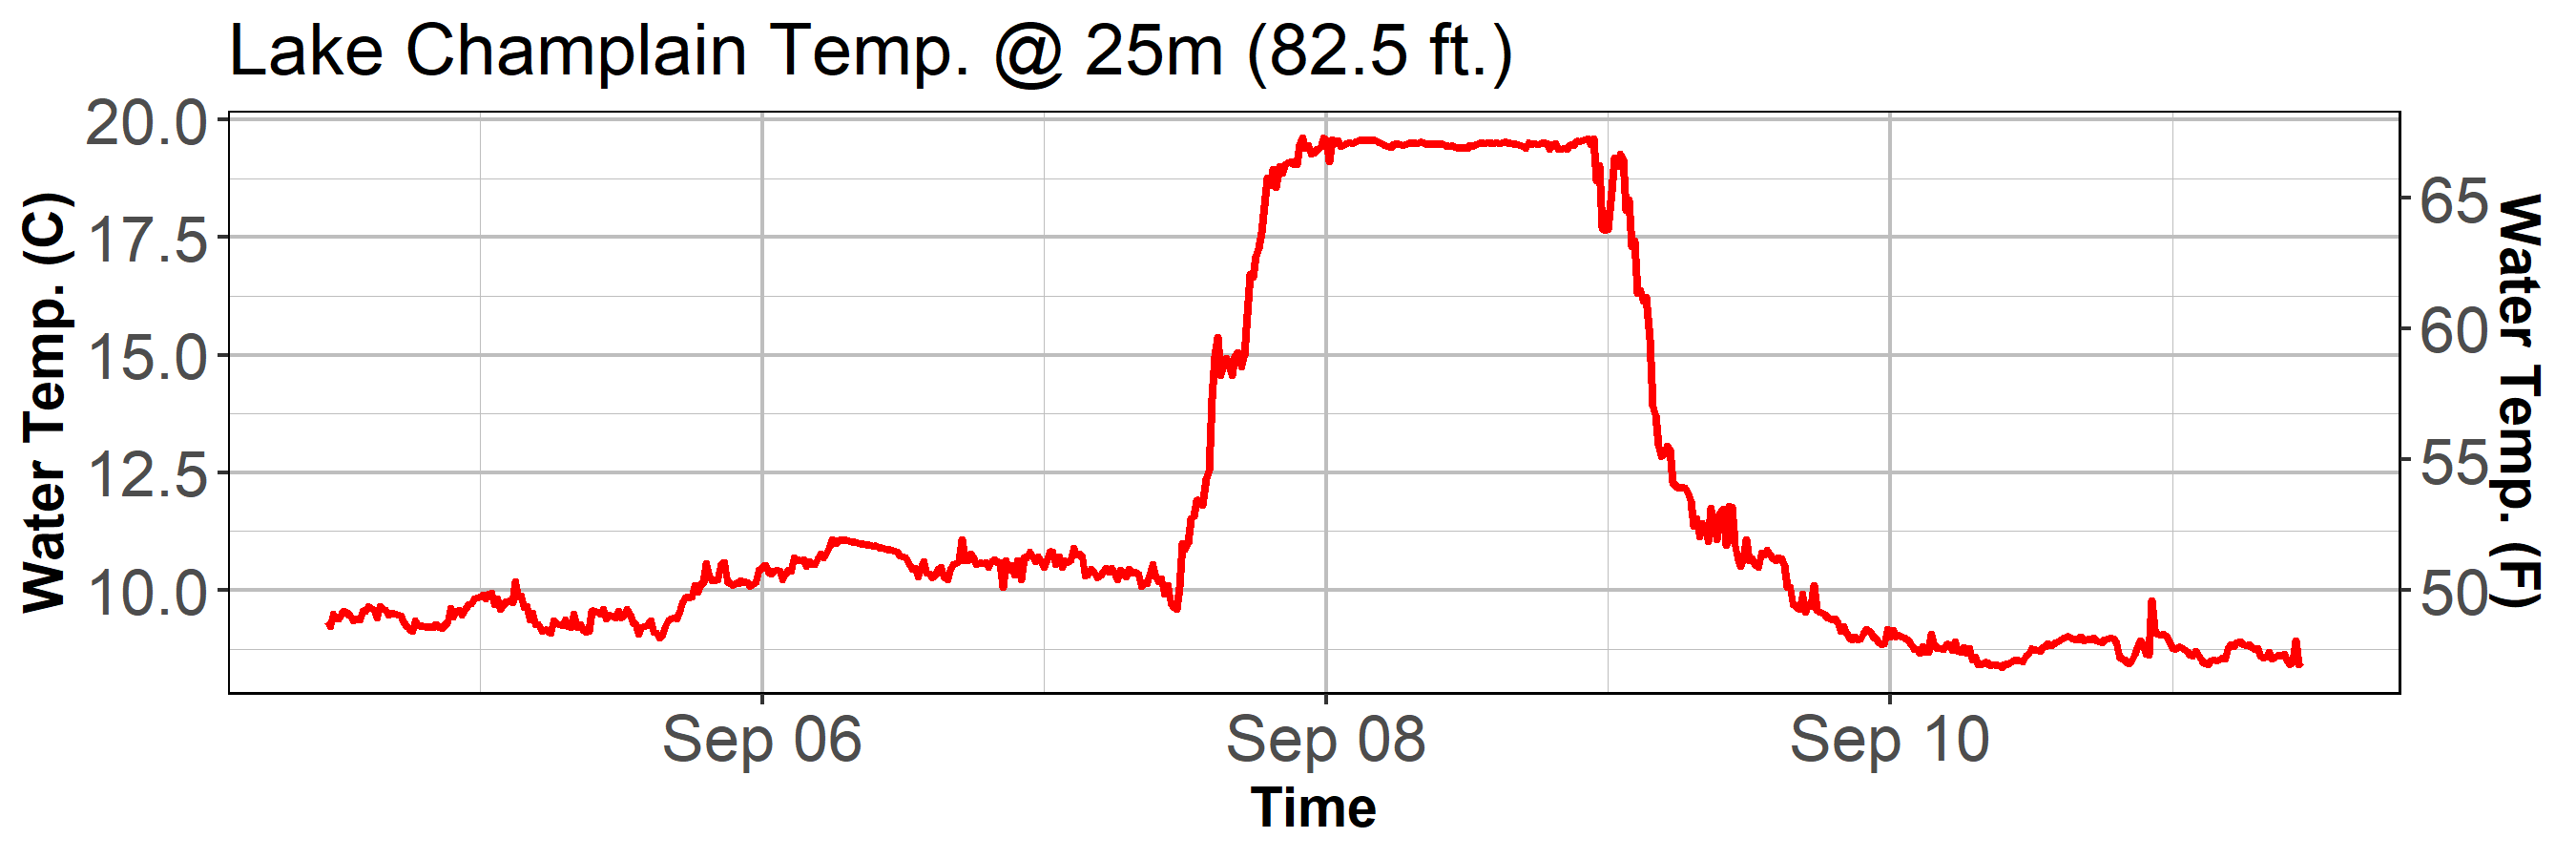 Lake Champlain Temp. @ 25m (82.5 ft.)
Water Temp. (C)
20.0
17.5
15.0
12.5
10.0
65
60
55
50
Water Temp. (F)
Sep 06
Sep 08
Sep 10
Time